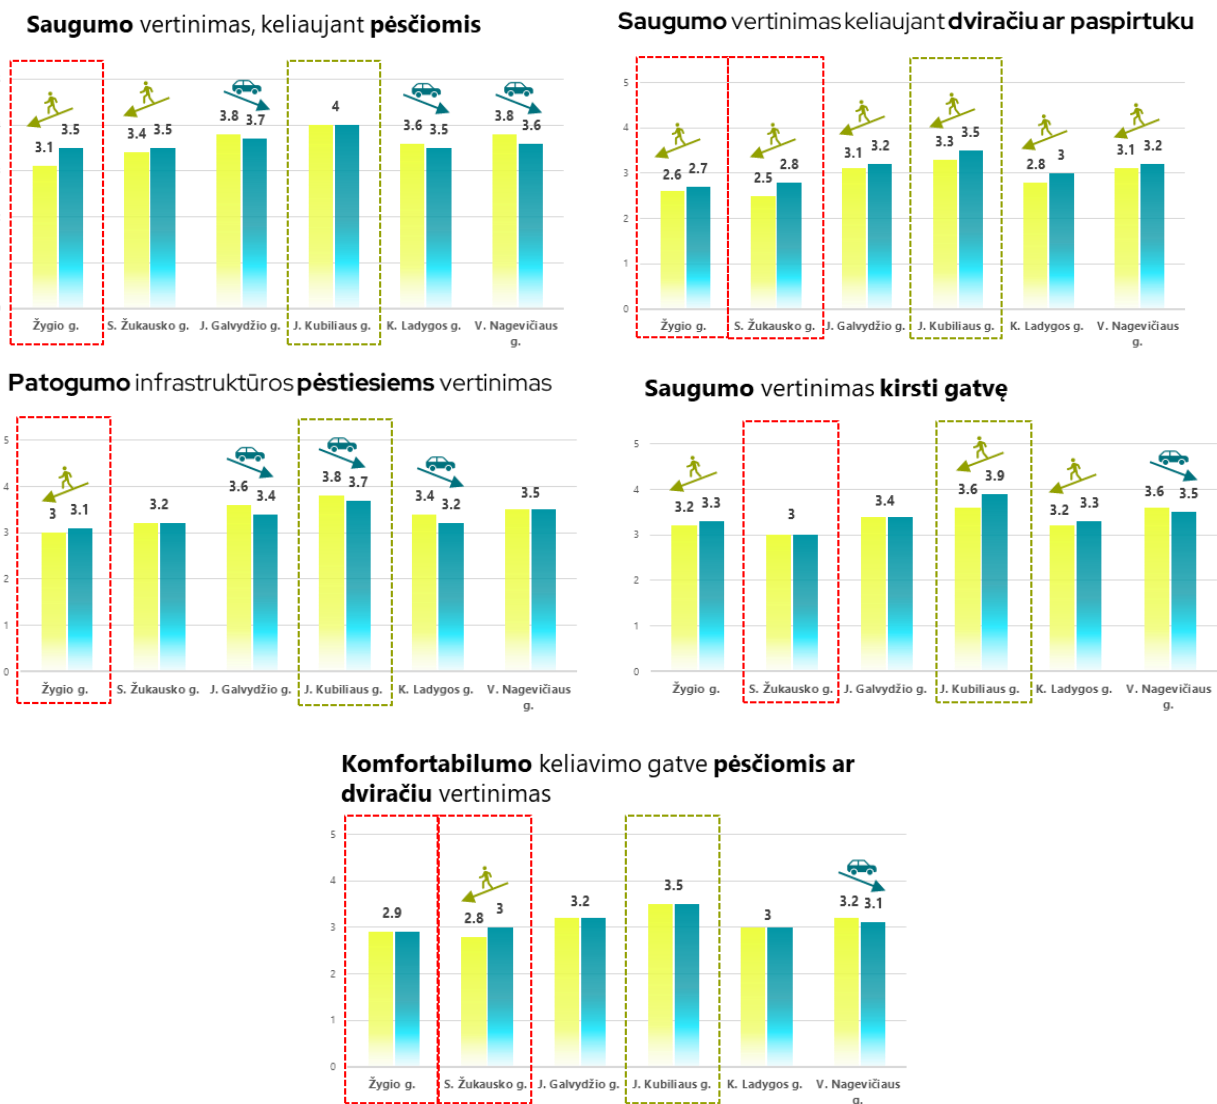 Saugumo vertinimas, keliaujant pėsčiomis
3.1 3.5 3.4 3.5 3.8 3.7 4 3.6 3.5 3.8 3.6
Žygio g. S. Žukausko g. J. Galvydžio g. J. Kubiliaus g. K. Ladygos g. V. Nagevičiaus
g.
Saugumo vertinimas keliaujant dviračiu ar paspirtuku
5
4
3
2
1
0
2.6 2.7 2.5 2.8 3.1 3.2 3.3 3.5 2.8 3 3.1 3.2
Žygio g. S. Žukausko g. J. Galvydžio g. J. Kubiliaus g. K. Ladygos g. V. Nagevičiaus
g.
Patogumo infrastruktūros pėstiesiems vertinimas
5
4
3
2
1
0
3 3.1 3.2 3.6 3.4 3.8 3.7 3.4 3.2 3.5
Žygio g. S. Žukausko g. J. Galvydžio g. J. Kubiliaus g. K. Ladygos g. V. Nagevičiaus
g.
Saugumo vertinimas kirsti gatvę
5
4
3
2
1
0
3.2 3.3 3 3.4 3.6 3.9 3.2 3.3 3.6 3.5
Žygio g. S. Žukausko g. J. Galvydžio g. J. Kubiliaus g. K. Ladygos g. V. Nagevičiaus
g.
Komfortabilumo keliavimo gatve pėsčiomis ar
dviračiu vertinimas
5
4
3
2
1
0
2.9 2.8 3 3.2 3.5 3 3.2 3.1
Žygio g. S. Žukausko g. J. Galvydžio g. J. Kubiliaus g. K. Ladygos g. V. Nagevičiaus
g.